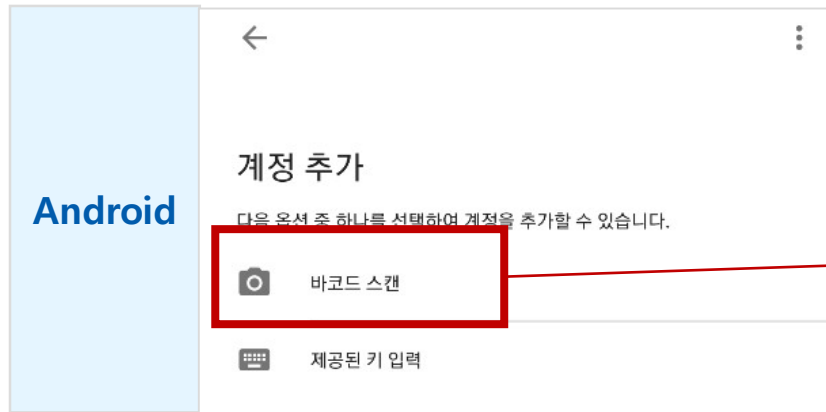 계정 추가
Android
다음 옵션 중 하나를 선택하여 계정을 추가할 수 있습니다.
바코드 스캔
제공된 키 입력